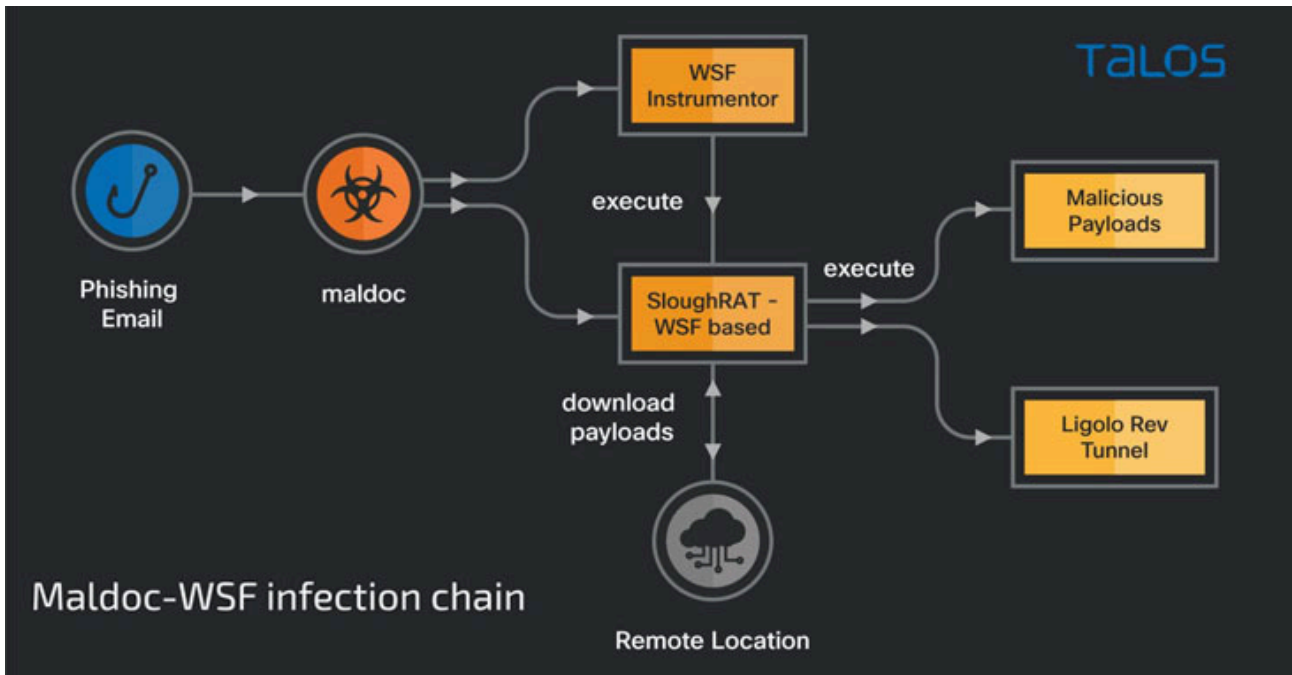 TALOS
WSF
Instrumentor
execute
Phishing
Email
maldoc
SloughRAT -
WSF based
execute
Malicious
Payloads
Ligolo Rev
Tunnel
download
payloads
Remote Location
Maldoc-WSF infection chain